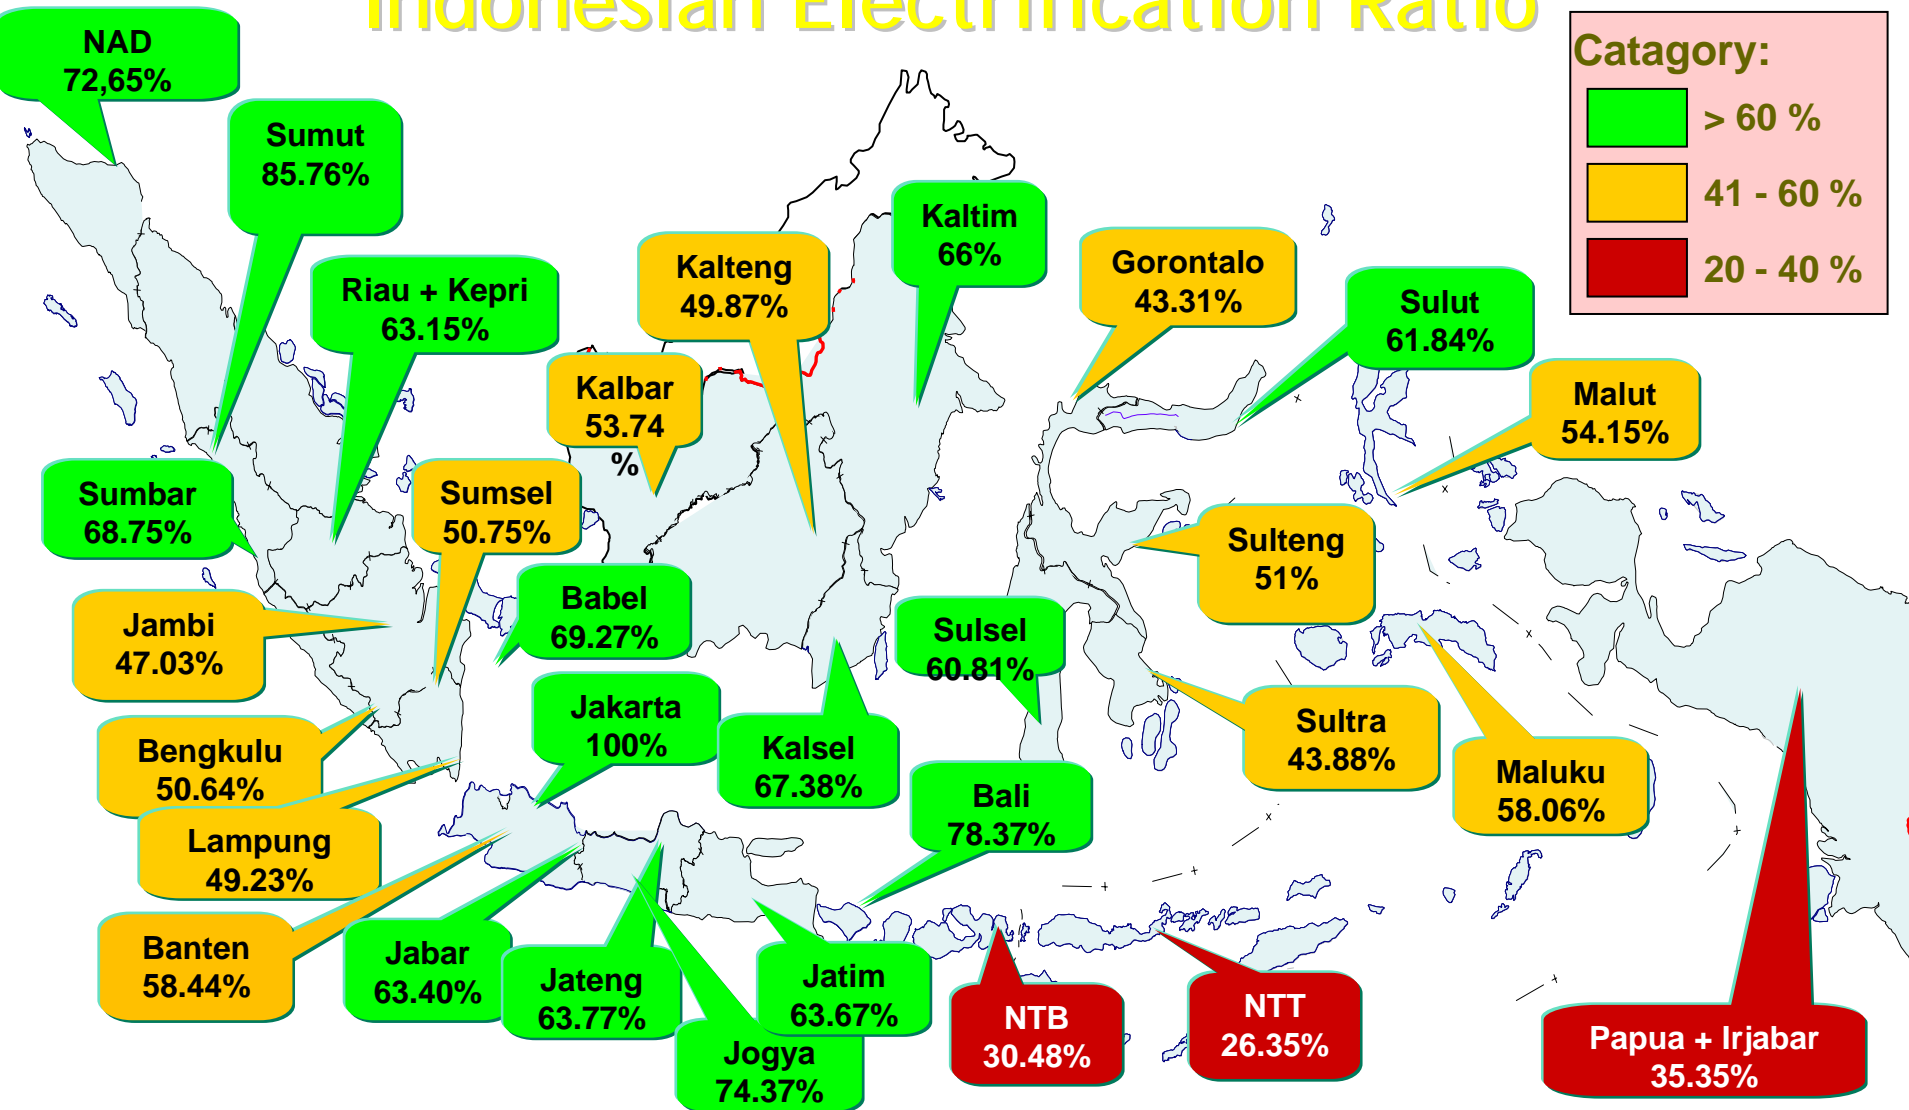 Indonesian Electrification Ratio
Catagory:
> 60 %
41 - 60 %
20 - 40 %
NAD
72,65%
Sumut
85.76%
Riau + Kepri
63.15%
Kalteng
49.87%
Kaltim
66%
Gorontalo
43.31%
Sulut
61.84%
Kalbar
53.74
%
Malut
54.15%
Sumbar
68.75%
Sumsel
50.75%
Sulteng
51%
Babel
69.27%
Jambi
47.03%
Sulsel
60.81%
Jakarta
100%
Sultra
43.88%
Bengkulu
50.64%
Kalsel
67.38%
Maluku
58.06%
Bali
78.37%
Lampung
49.23%
Banten
58.44%
Jabar
63.40%
Jateng
63.77%
Jatim
63.67%
Jogya
74.37%
NTB
30.48%
NTT
26.35%
Papua + Irjabar
35.35%